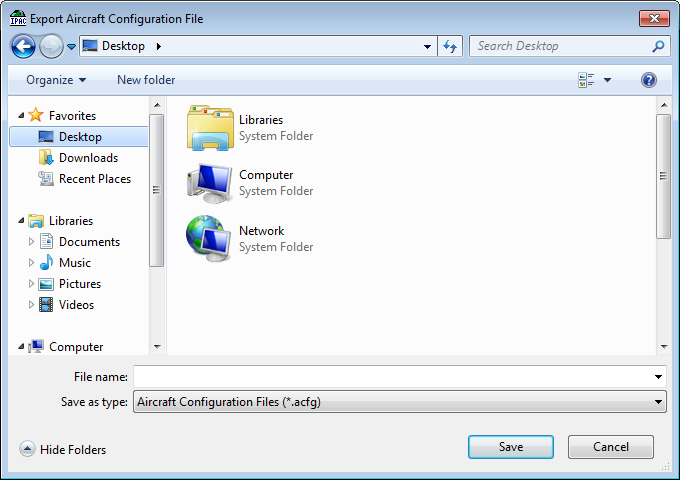 IPAC
Export Aircraft Configuration File
Desktop
Search Desktop
Organize
New folder
Favorites
Desktop
Downloads
Recent Places
Libraries
Documents
Music
Pictures
Videos
Computer
Libraries
System Folder
Computer
System Folder
Network
System Folder
File name:
Save as type:
Aircraft Configuration Files (*.acfg)
Hide Folders
Save
Cancel